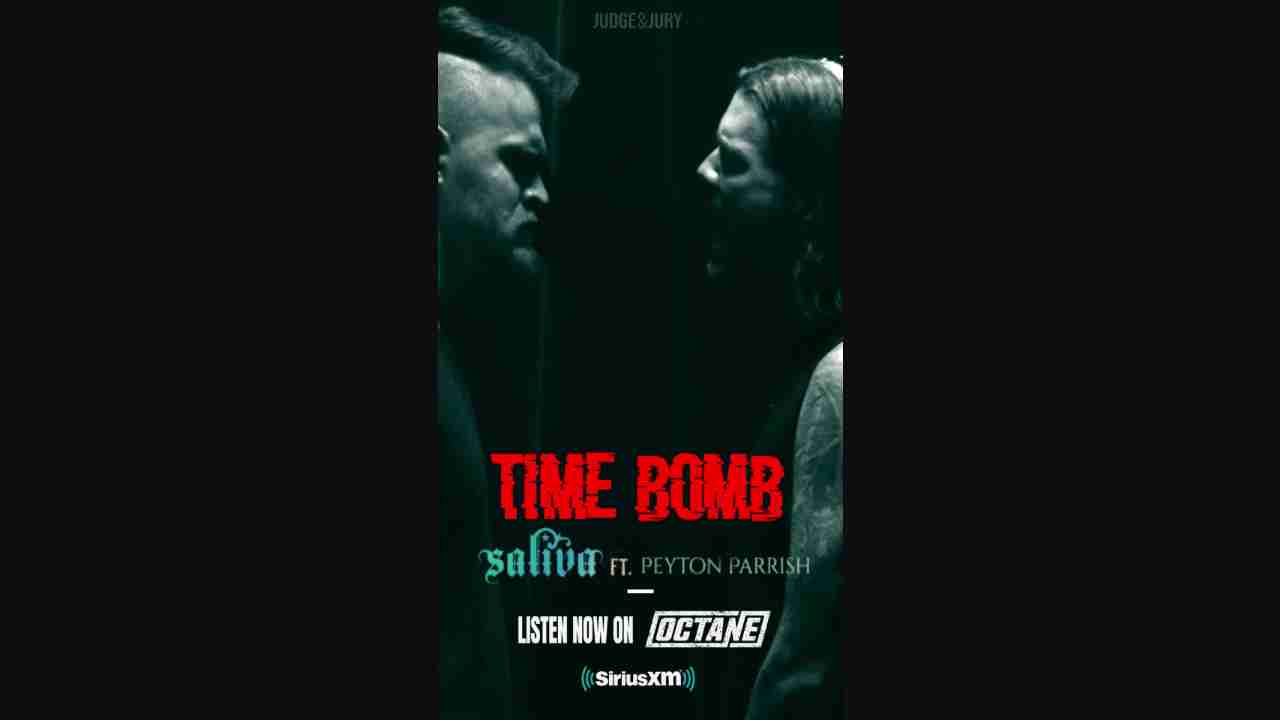 JUDGE&JURY
TIME BOMB
saliva FT. PEYTON PARRISH
LISTEN NOW ON OCTANE
SiriusXM